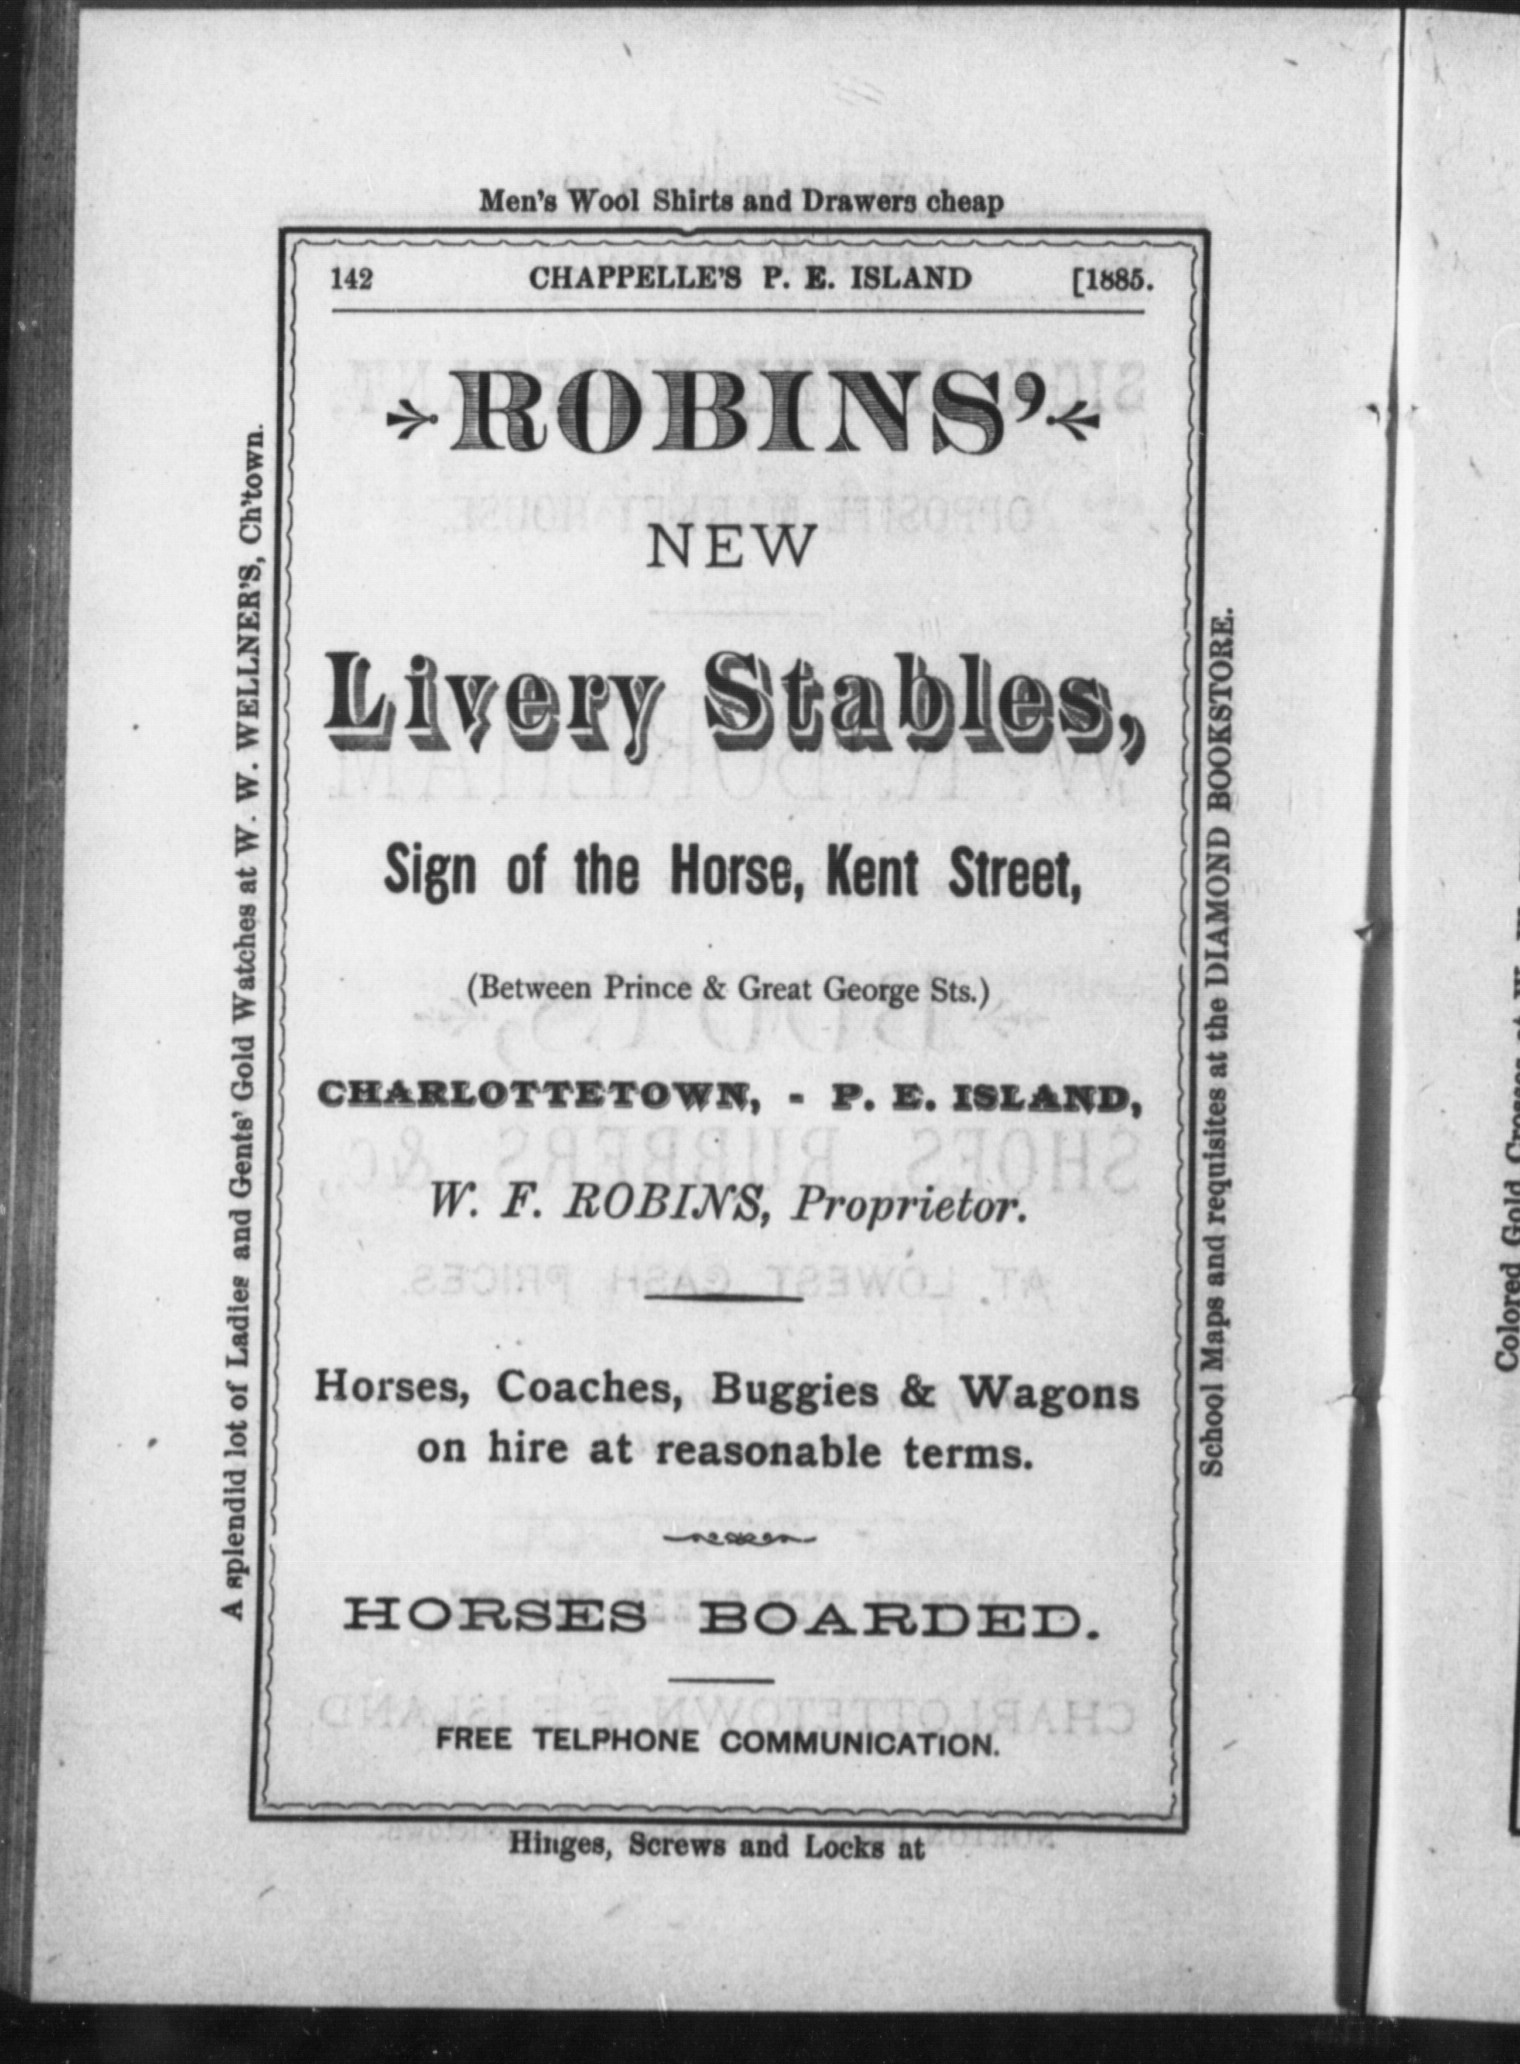 Men's Wool Shirts and Drawers cheap
142 CHAPPELLE'S P. E. ISLAND [1885.
ROBINS'
NEW
Livery Stables,
Sign of the Horse, Kent Street,
(Between Prince & Great George Sts.)
CHARLOTTETOWN, - P. E. ISLAND,
W. F. ROBINS, Proprietor.
Horses, Coaches, Buggies & Wagons
on hire at reasonable terms.
HORSES BOARDED.
FREE TELPHONE COMMUNICATION.
Hinges, Screws and Locks at
A splendid lot of Ladies and Gents' Gold Watches at W. W. WELLNER'S, Ch'town.
School Maps and requisites at the DIAMOND BOOKSTORE.
Colored Gold